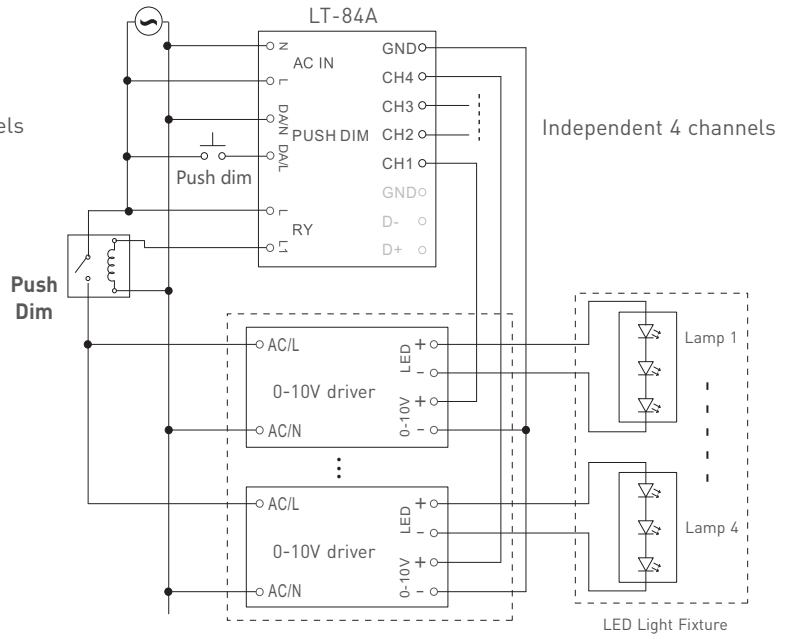 LT-84A
N
AC IN
L
DA/N
PUSH DIM
DA/L
L
RY
L1
GND
CH4
CH3
CH2
CH1
GND
D-
D+
els
Push dim
Independent 4 channels
Push
Dim
AC/L
0-10V driver
AC/N
LED
+
-
0-10V
+
-
Lamp 1
AC/L
0-10V driver
AC/N
LED
+
-
0-10V
+
-
Lamp 4
LED Light Fixture